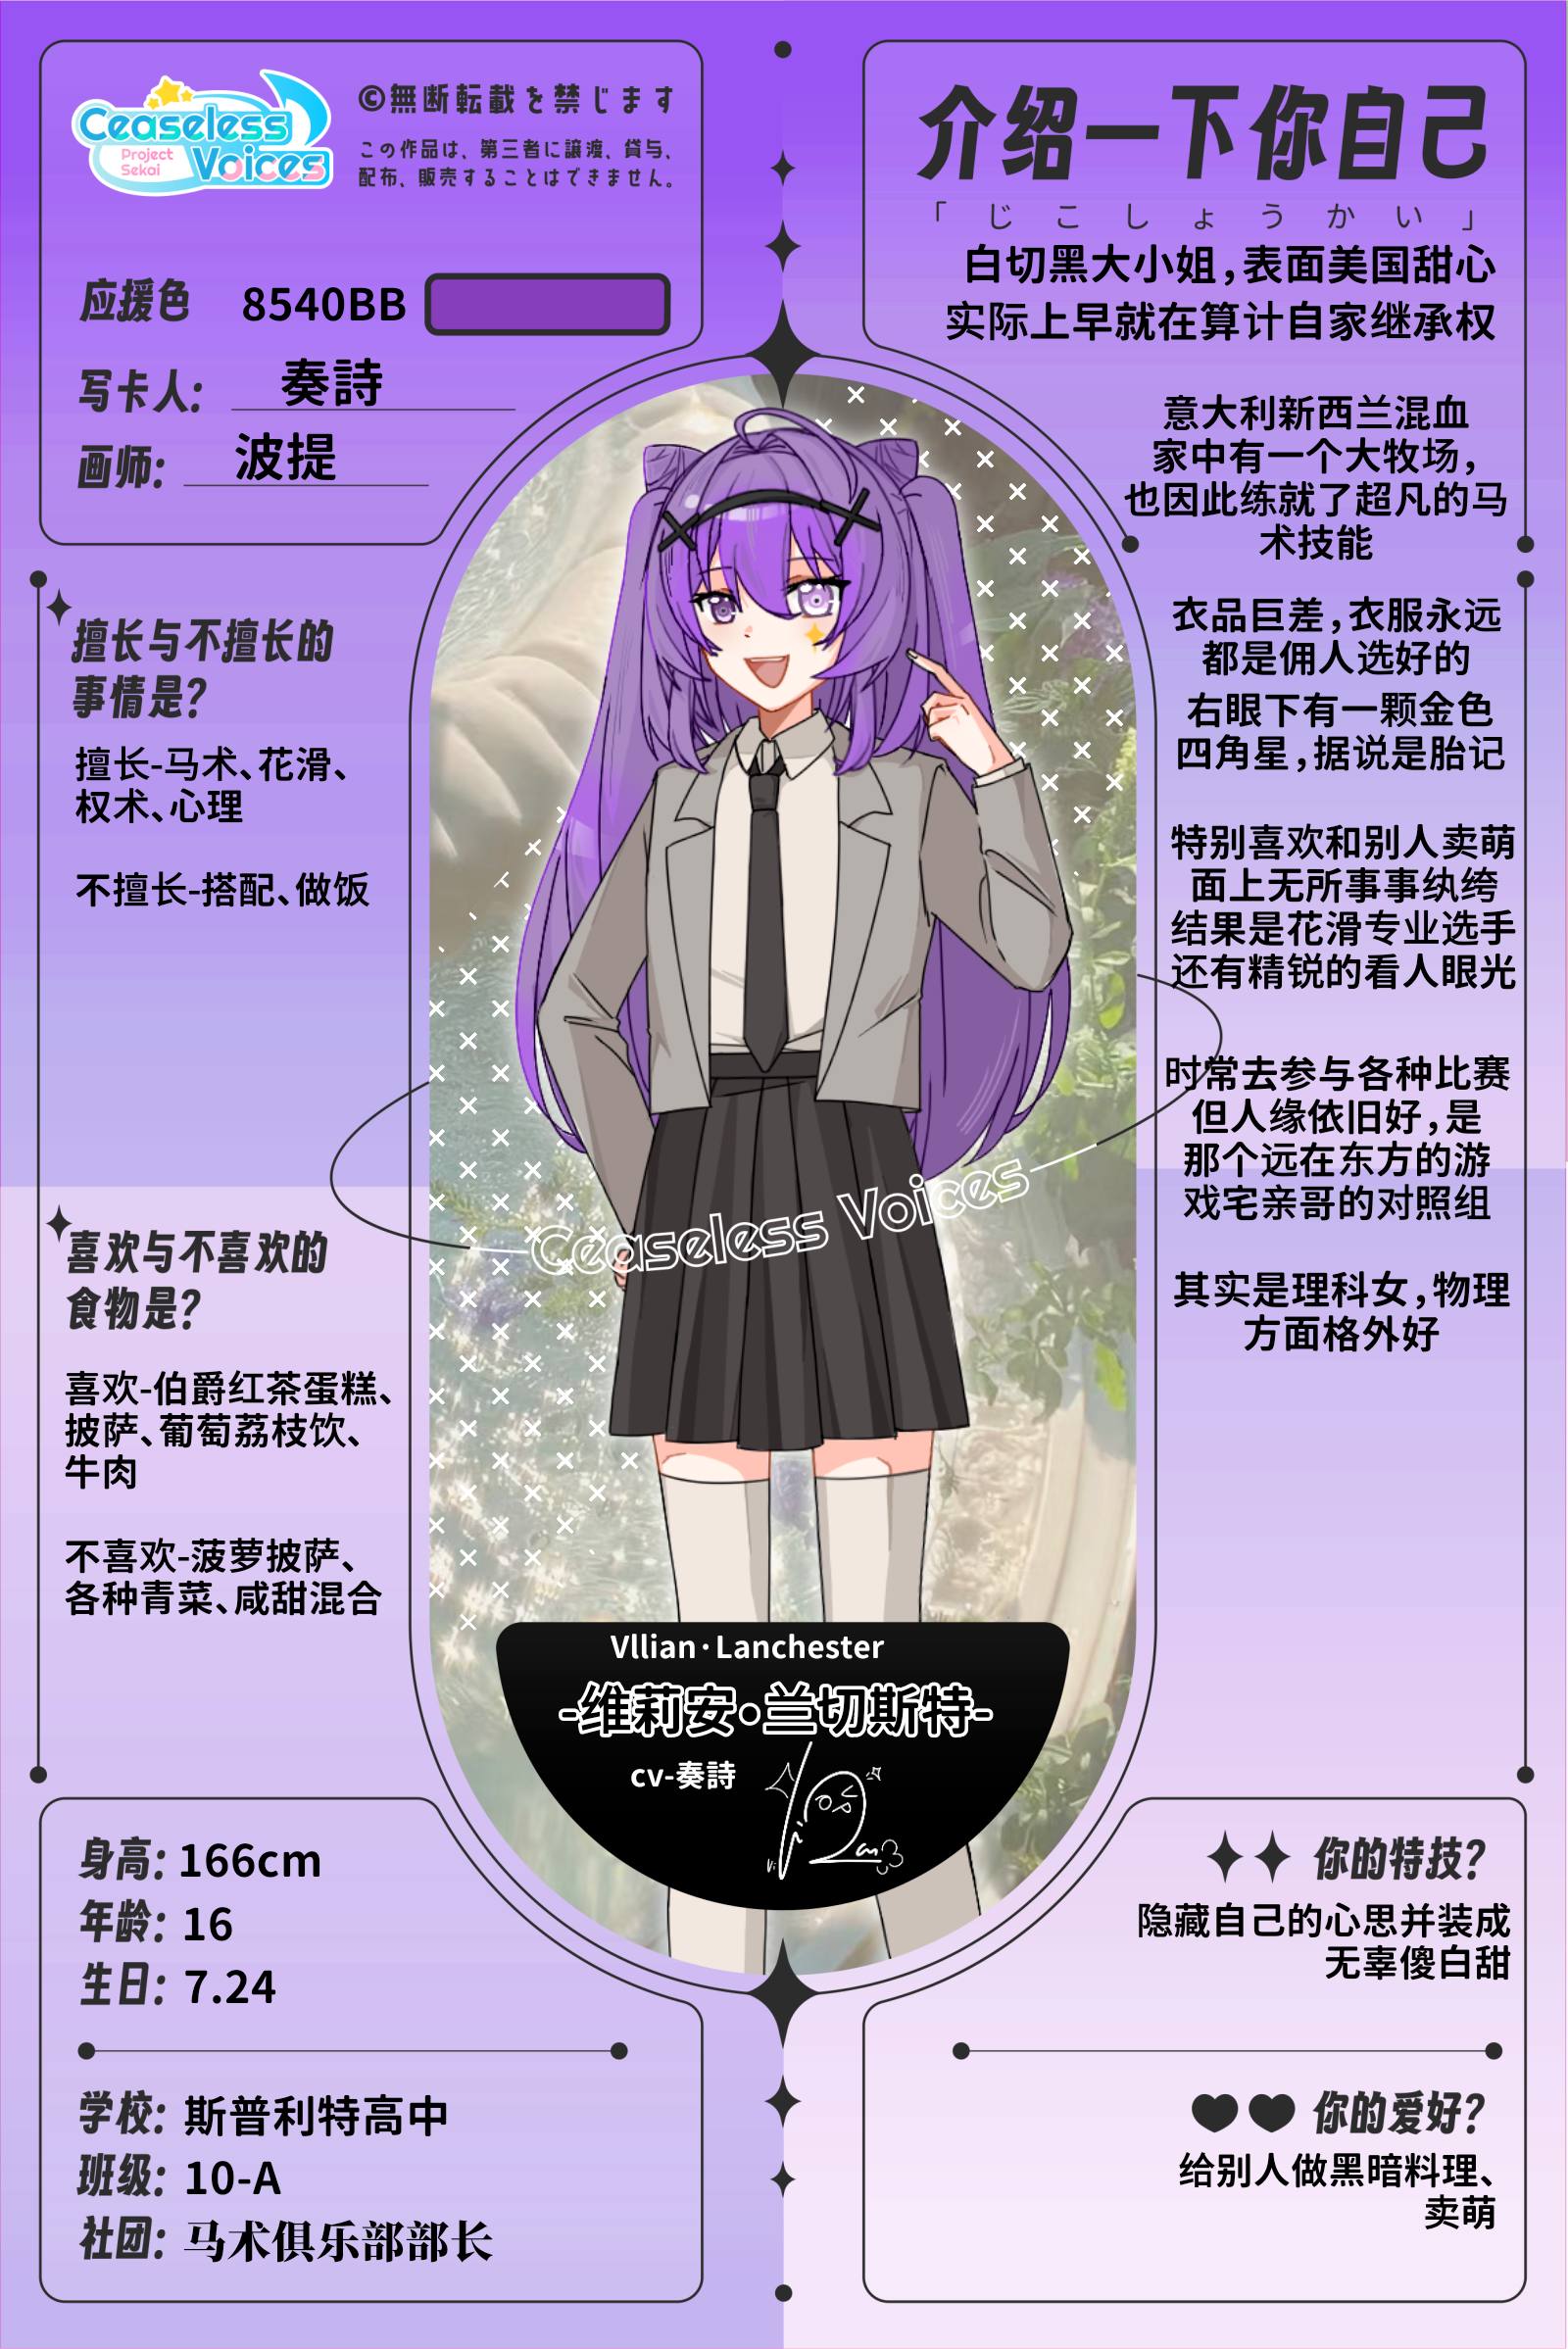 Ceaseless
Voices
Project
Sekai
©無断転載を禁じます
この作品は、第三者に譲渡、貸与、
配布、販売することはできません。
应援色 8540BB
写卡人: 奏詩
画师: 波提
介绍一下你自己
「じこしょうかい」
白切黑大小姐,表面美国甜心
实际上早就在算计自家继承权
意大利新西兰混血
家中有一个大牧场,
也因此练就了超凡的马
术技能
衣品巨差,衣服永远
都是佣人选好的
右眼下有一颗金色
四角星,据说是胎记
特别喜欢和别人卖萌
面上无所事事纨绔
结果是花滑专业选手
还有精锐的看人眼光
时常去参与各种比赛
但人缘依旧好,是
那个远在东方的游
戏宅亲哥的对照组
其实是理科女,物理
方面格外好
擅长与不擅长的
事情是?
擅长-马术、花滑、
权术、心理
不擅长-搭配、做饭
喜欢与不喜欢的
食物是?
喜欢-伯爵红茶蛋糕、
披萨、葡萄荔枝饮、
牛肉
不喜欢-菠萝披萨、
各种青菜、咸甜混合
Ceaseless Voices
Vllian·Lanchester
-维莉安•兰切斯特-
cv-奏詩
身高: 166cm
年龄: 16
生日: 7.24
学校: 斯普利特高中
班级: 10-A
社团: 马术俱乐部部长
你的特技?
隐藏自己的心思并装成
无辜傻白甜
你的爱好?
给别人做黑暗料理、
卖萌